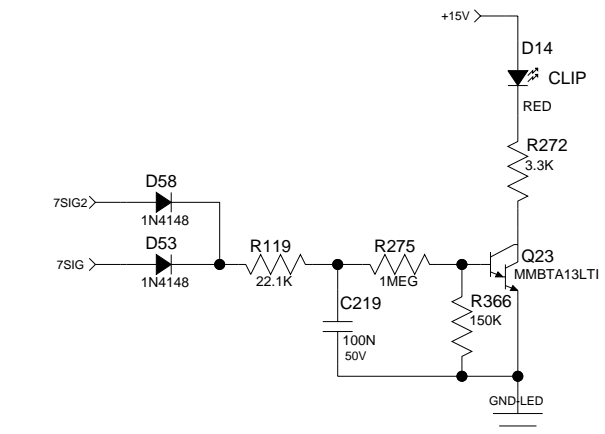 +15V
D14
CLIP
RED
R272
3.3K
D58
7SIG2
1N4148
D53
7SIG
1N4148
R119
22.1K
R275
1MEG
Q23
MMBTA13LTI
C219
100N
50V
R366
150K
GND-LED